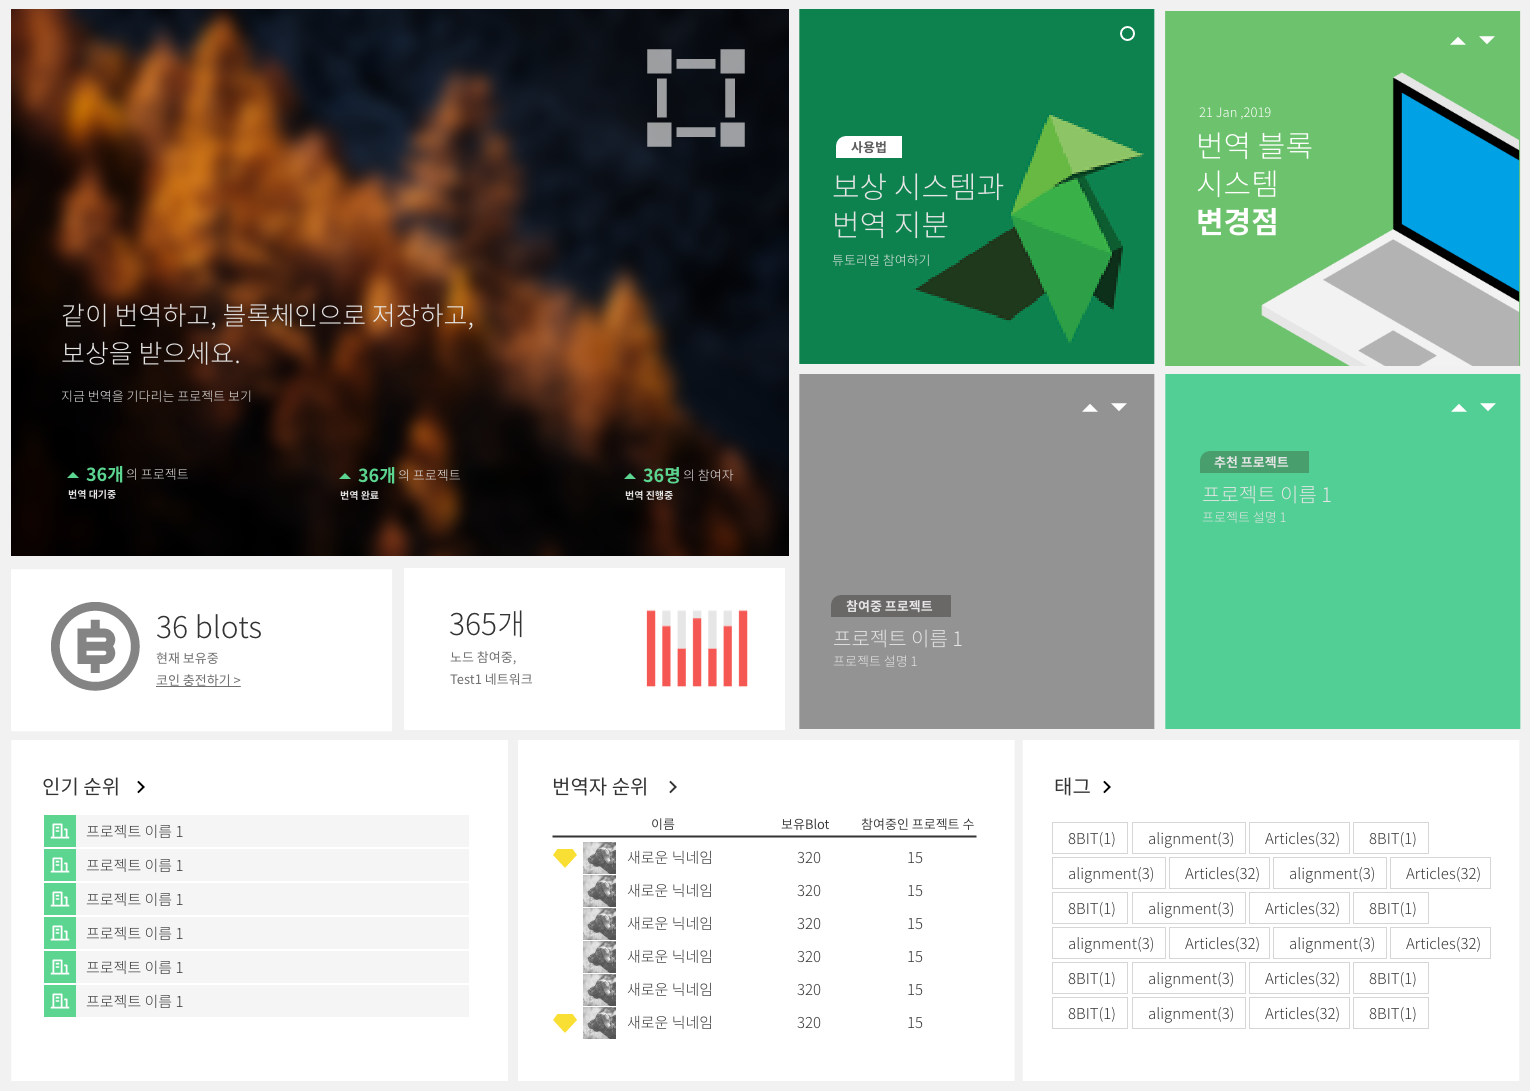 같이 번역하고, 블록체인으로 저장하고,
보상을 받으세요.
지금 번역을 기다리는 프로젝트 보기
36개의 프로젝트
번역 대기중
36개의 프로젝트
번역 완료
36명의 참여자
번역 진행중
사용법
보상 시스템과
번역 지분
튜토리얼 참여하기
21 Jan ,2019
번역 블록
시스템
변경점
참여중 프로젝트
프로젝트 이름 1
프로젝트 설명 1
추천 프로젝트
프로젝트 이름 1
프로젝트 설명 1
36 blots
현재 보유중
코인 충전하기 >
365개
노드 참여중,
Test1 네트워크
인기 순위
프로젝트 이름 1
프로젝트 이름 1
프로젝트 이름 1
프로젝트 이름 1
프로젝트 이름 1
프로젝트 이름 1
번역자 순위
이름 보유Blot 참여중인 프로젝트 수
새로운 닉네임 320 15
새로운 닉네임 320 15
새로운 닉네임 320 15
새로운 닉네임 320 15
새로운 닉네임 320 15
새로운 닉네임 320 15
태그
8BIT(1) alignment(3) Articles(32) 8BIT(1)
alignment(3) Articles(32) alignment(3) Articles(32)
8BIT(1) alignment(3) Articles(32) 8BIT(1)
alignment(3) Articles(32) alignment(3) Articles(32)
8BIT(1) alignment(3) Articles(32) 8BIT(1)
8BIT(1) alignment(3) Articles(32) 8BIT(1)